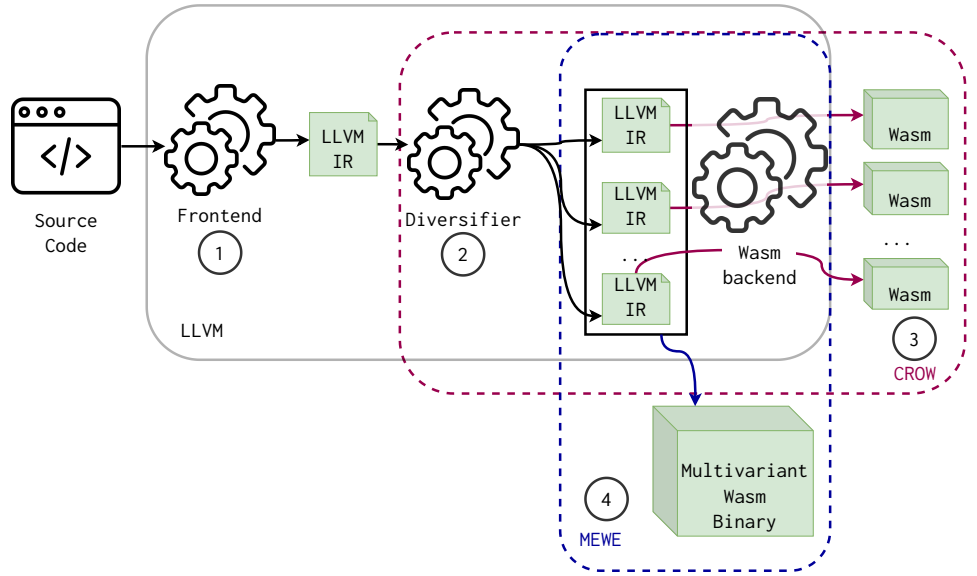 </>
Source
Code
Frontend
1
LLVM
LLVM
IR
Diversifier
2
LLVM
IR
LLVM
IR
...
LLVM
IR
Wasm
backend
Wasm
Wasm
...
Wasm
3
CROW
Multivariant
Wasm
Binary
4
MEWE